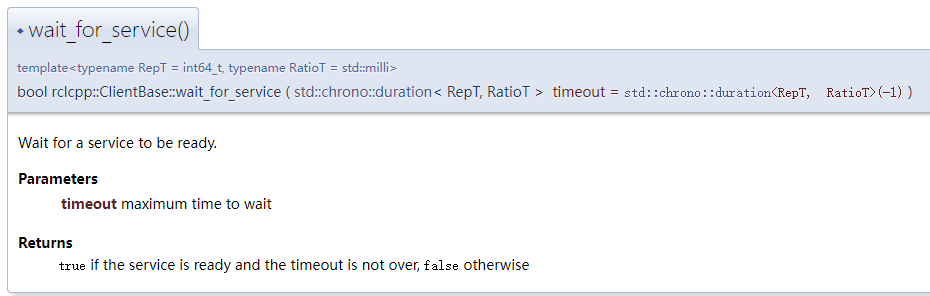 ◆ wait_for_service()
template<typename RepT = int64_t, typename RatioT = std::milli>
bool rclcpp::ClientBase::wait_for_service ( std::chrono::duration< RepT, RatioT > timeout = std::chrono::duration<RepT, RatioT>(-1) )
Wait for a service to be ready.
Parameters
timeout maximum time to wait
Returns
true if the service is ready and the timeout is not over, false otherwise